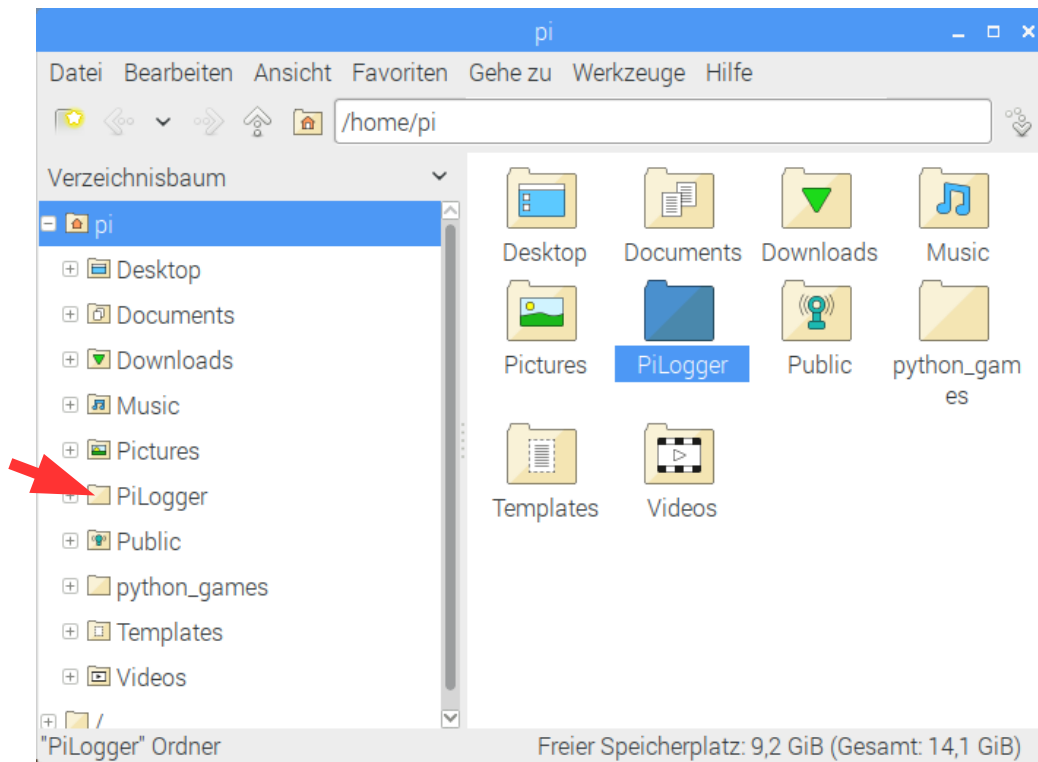 pi
Datei Bearbeiten Ansicht Favoriten Gehe zu Werkzeuge Hilfe
/home/pi
Verzeichnisbaum
pi
Desktop
Documents
Downloads
Music
Pictures
PiLogger
Public
python_games
Templates
Videos
/
Desktop Documents Downloads Music
Pictures PiLogger Public python_gam
es
Templates Videos
"PiLogger" Ordner Freier Speicherplatz: 9,2 GiB (Gesamt: 14,1 GiB)